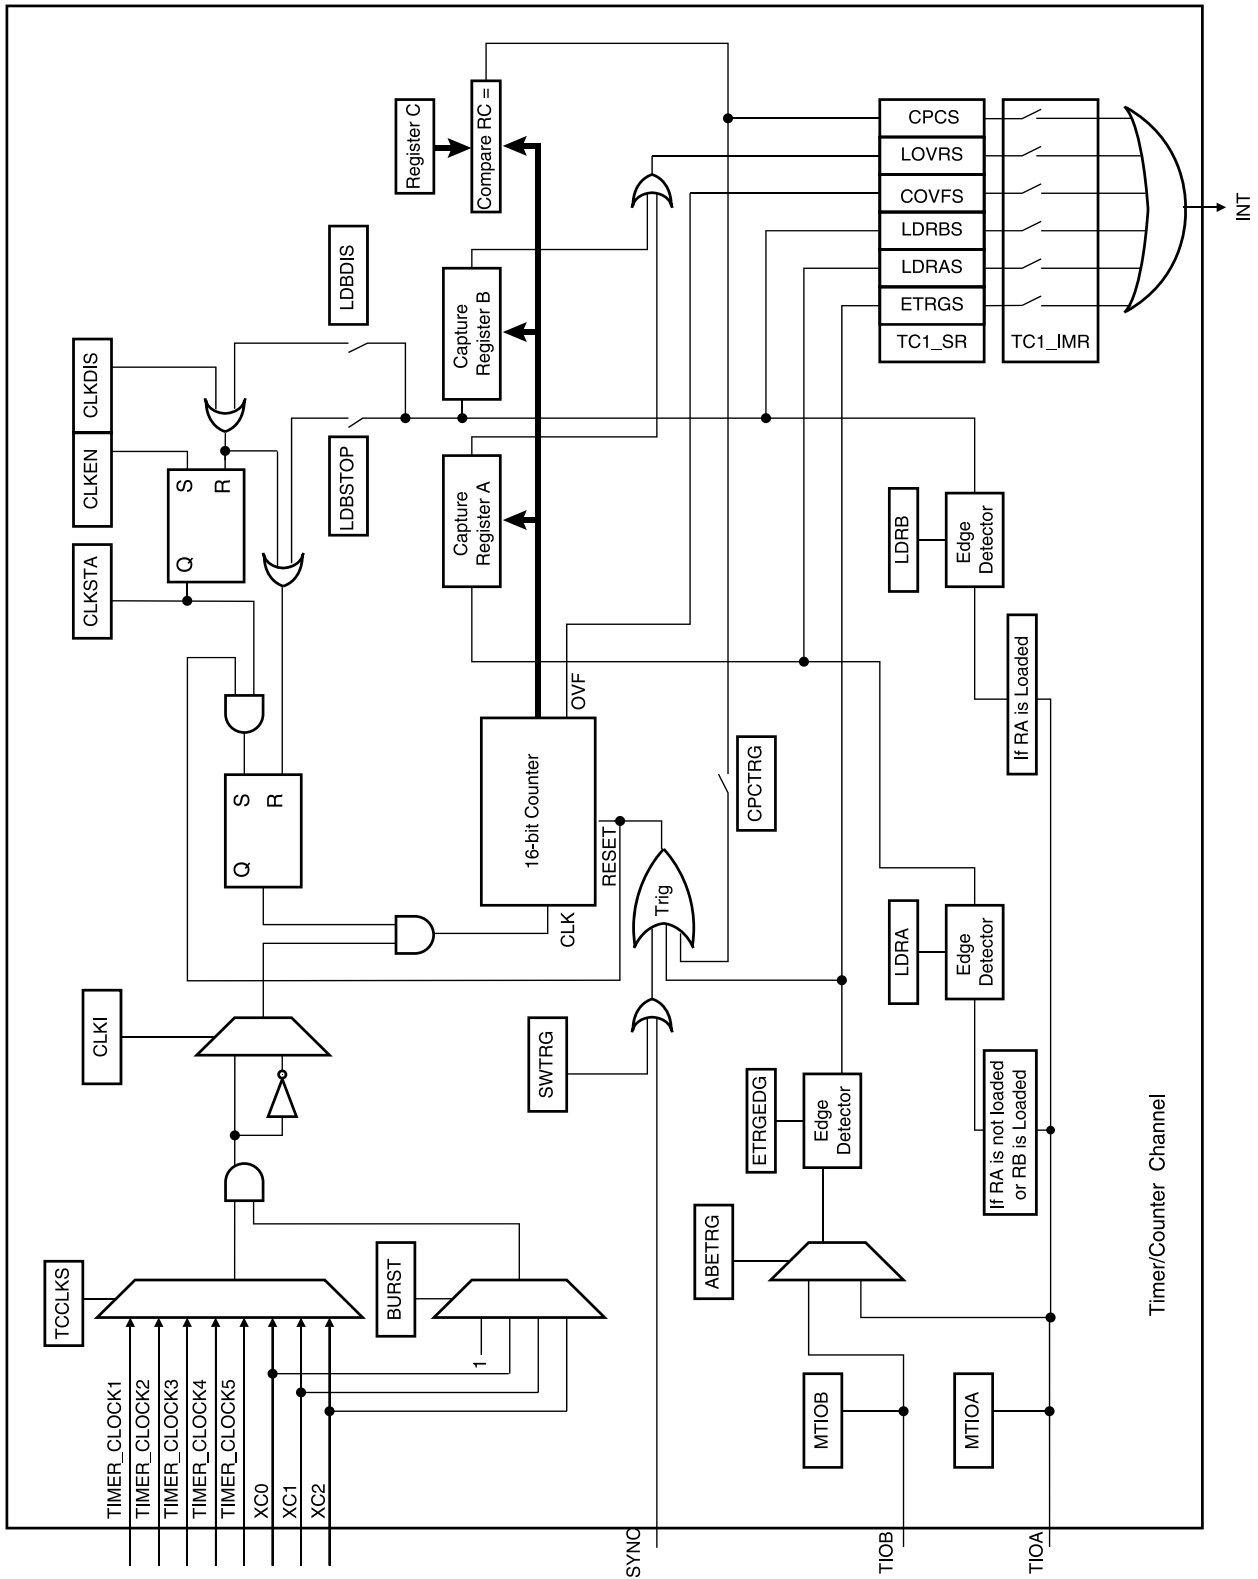 TCCLKS
TIMER_CLOCK1
TIMER_CLOCK2
TIMER_CLOCK3
TIMER_CLOCK4
TIMER_CLOCK5
XC0
XC1
XC2
CLKI
CLKSTA
CLKEN
CLKDIS
Q
S
R
Q
S
R
LDBSTOP
LDBDIS
BURST
1
Register C
Capture
Register A
Capture
Register B
Compare RC =
16-bit Counter
CLK
OVF
RESET
SWTRG
SYNC
Trig
CPCTRG
ABETRG
ETRGEDG
Edge
Detector
MTIOB
TIOB
MTIOA
TIOA
LDRA
Edge
Detector
If RA is not loaded
or RB is Loaded
LDRB
Edge
Detector
If RA is Loaded
CPCS
LOVRS
COVFS
LDRBS
LDRAS
ETRGS
TC1_SR
TC1_IMR
INT
Timer/Counter Channel